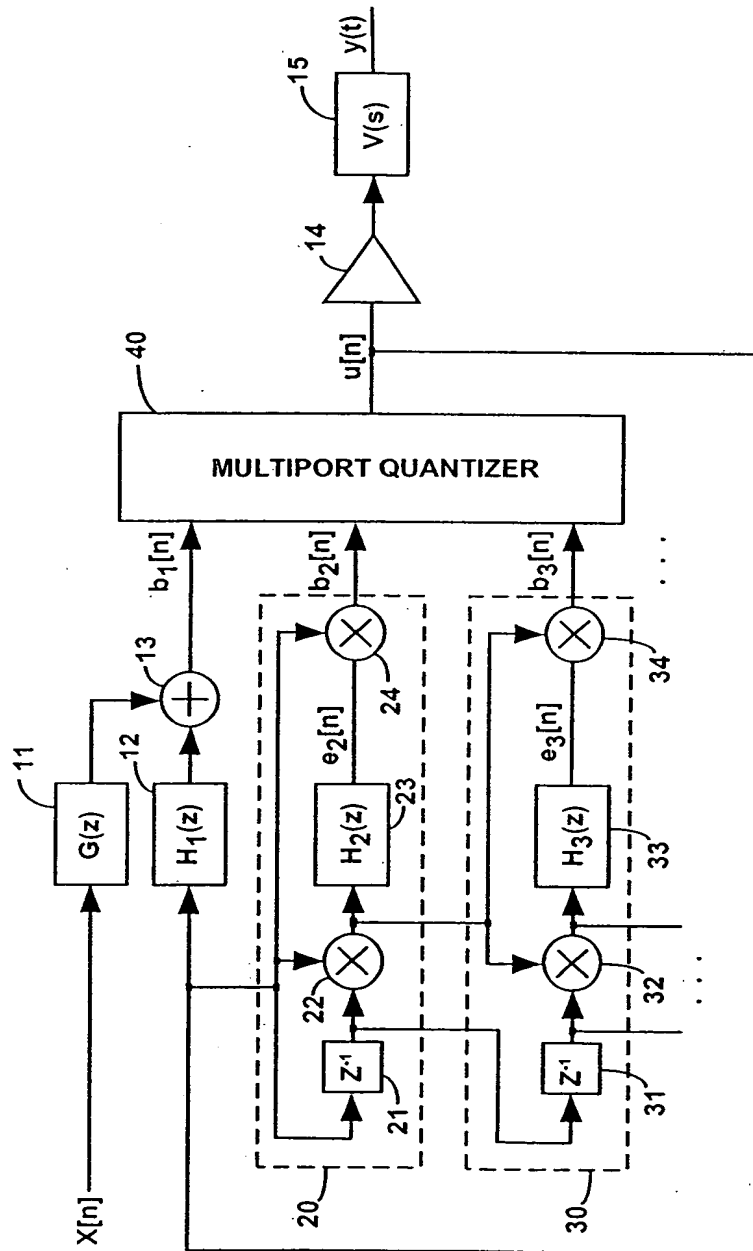 X[n]
11
G(z)
12
H1(z)
13
+
b1[n]
40
MULTIPORT QUANTIZER
u[n]
14
15
V(s)
y(t)
20
Z-1
21
22
H2(z)
23
e2[n]
24
b2[n]
30
Z-1
31
32
H3(z)
33
e3[n]
34
b3[n]
. . .
. . .